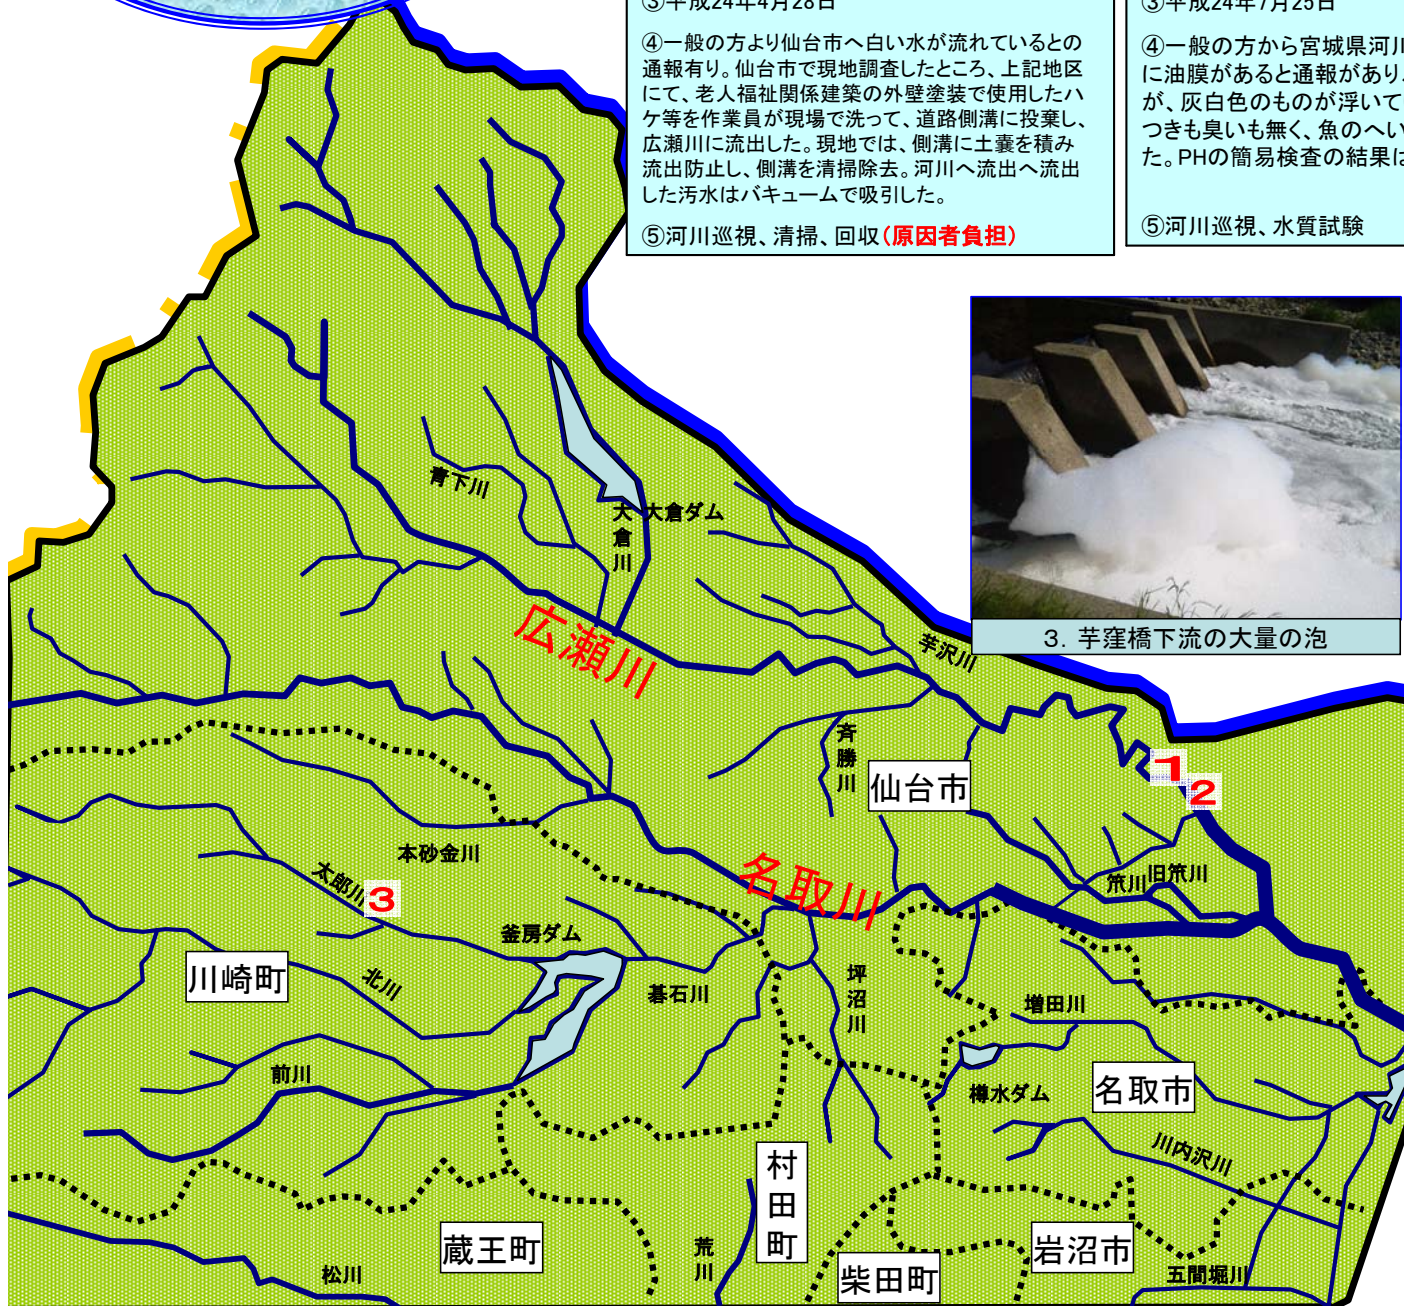 ③平成24年4月28日
④一般の方より仙台市へ白い水が流れているとの
通報有り。仙台市で現地調査したところ、上記地区
にて、老人福祉関係建築の外壁塗装で使用したハ
ケ等を作業員が現場で洗って、道路側溝に投棄し、
広瀬川に流出した。現地では、側溝に土嚢を積み
流出防止し、側溝を清掃除去。河川へ流出へ流出
した汚水はバキュームで吸引した。
⑤河川巡視、清掃、回収(原因者負担)
③平成24年7月25日
④一般の方から宮城県河川
に油膜があると通報があり、
が、灰白色のものが浮いて
つきも臭いも無く、魚のへい
た。PHの簡易検査の結果は
⑤河川巡視、水質試験
3. 芋窪橋下流の大量の泡
青下川
大倉川
大倉ダム
広瀬川
芋沢川
斉勝川
仙台市
1
2
本砂金川
太郎川
3
名取川
笊川
旧笊川
釜房ダム
川崎町
北川
碁石川
坪沼川
増田川
前川
樽水ダム
名取市
川内沢川
村田町
蔵王町
荒川
岩沼市
柴田町
松川
五間堀川